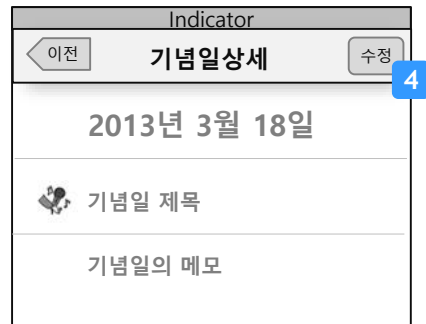 Indicator
이전 기념일상세 수정
4
2013년 3월 18일
기념일 제목
기념일의 메모